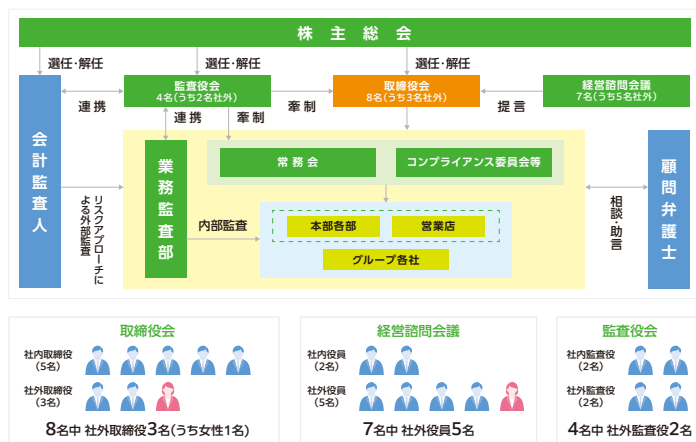 株主総会
選任・解任
選任・解任
選任・解任
会計監査人
監査役会
4名(うち2名社外)
取締役会
8名(うち3名社外)
経営諮問会議
7名(うち5名社外)
連携
連携
牽制
牽制
提言
業務監査部
常務会
コンプライアンス委員会等
顧問弁護士
リスクアプローチに
よる外部監査
内部監査
本部各部
営業店
グループ各社
相談・助言
取締役会
社内取締役
(5名)
社外取締役
(3名)
8名中 社外取締役3名(うち女性1名)
経営諮問会議
社内役員
(2名)
社外役員
(5名)
7名中 社外役員5名
監査役会
社内監査役
(2名)
社外監査役
(2名)
4名中 社外監査役2名